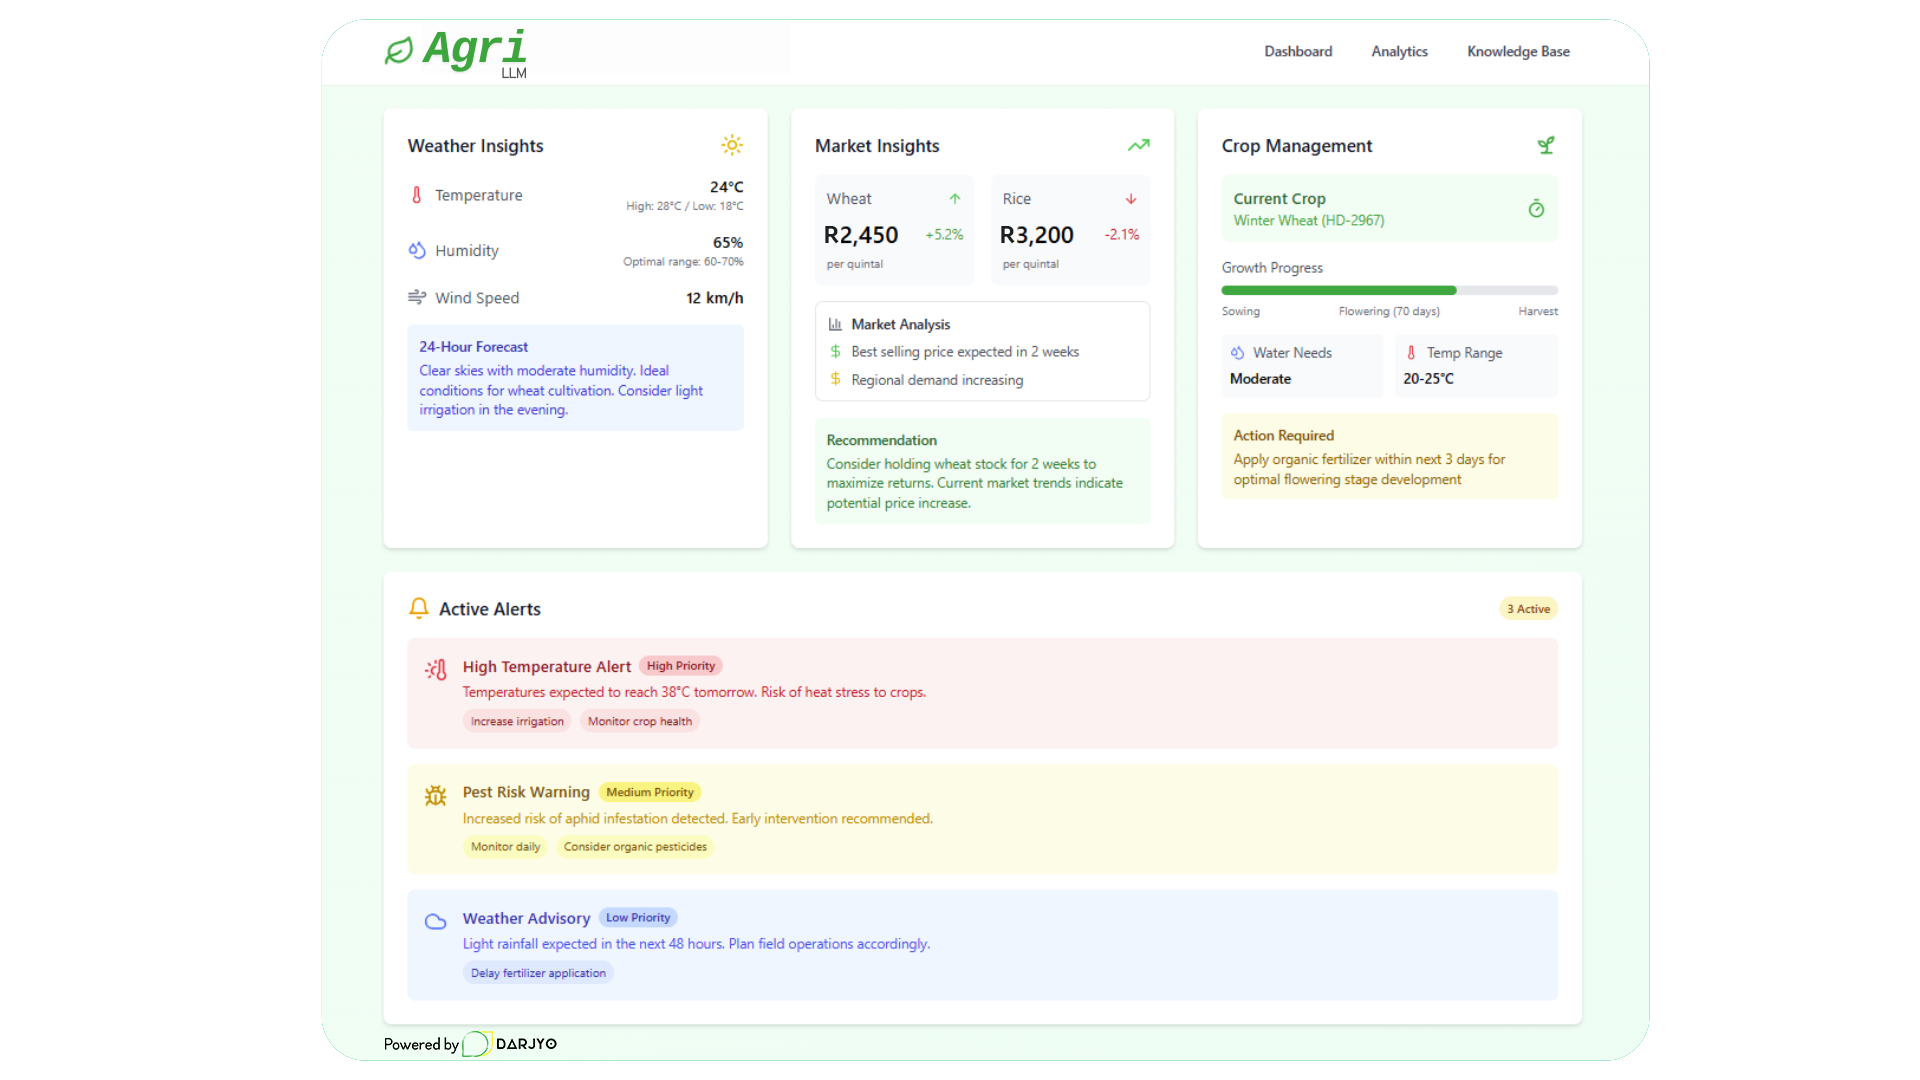 Agri
LLM
Dashboard
Analytics
Knowledge Base
Weather Insights
Temperature
24°C
High: 28°C / Low: 18°C
Humidity
65%
Optimal range: 60-70%
Wind Speed
12 km/h
24-Hour Forecast
Clear skies with moderate humidity. Ideal
conditions for wheat cultivation. Consider light
irrigation in the evening.
Market Insights
Wheat
R2,450
+5.2%
per quintal
Rice
R3,200
-2.1%
per quintal
Market Analysis
$ Best selling price expected in 2 weeks
$ Regional demand increasing
Recommendation
Consider holding wheat stock for 2 weeks to
maximize returns. Current market trends indicate
potential price increase.
Crop Management
Current Crop
Winter Wheat (HD-2967)
Growth Progress
Sowing
Flowering (70 days)
Harvest
Water Needs
Moderate
Temp Range
20-25°C
Action Required
Apply organic fertilizer within next 3 days for
optimal flowering stage development
Active Alerts
3 Active
High Temperature Alert
High Priority
Temperatures expected to reach 38°C tomorrow. Risk of heat stress to crops.
Increase irrigation
Monitor crop health
Pest Risk Warning
Medium Priority
Increased risk of aphid infestation detected. Early intervention recommended.
Monitor daily
Consider organic pesticides
Weather Advisory
Low Priority
Light rainfall expected in the next 48 hours. Plan field operations accordingly.
Delay fertilizer application
Powered by DARJYO